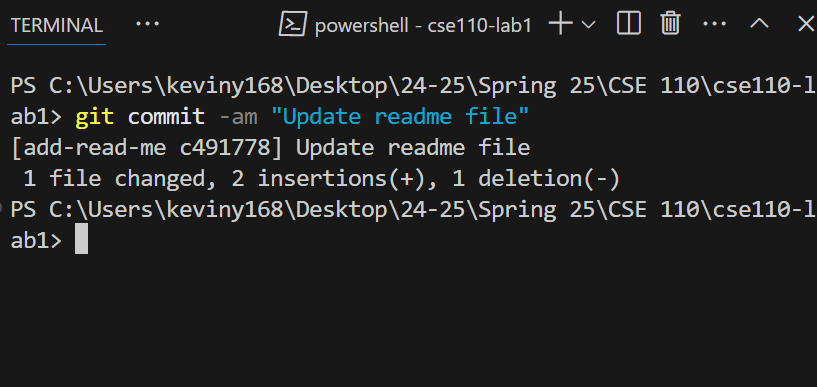 TERMINAL ··· powershell - cse110-lab1 ···
PS C:\Users\keviny168\Desktop\24-25\Spring 25\CSE 110\cse110-l
ab1> git commit -am "Update readme file"
[add-read-me c491778] Update readme file
 1 file changed, 2 insertions(+), 1 deletion(-)
PS C:\Users\keviny168\Desktop\24-25\Spring 25\CSE 110\cse110-l
ab1>